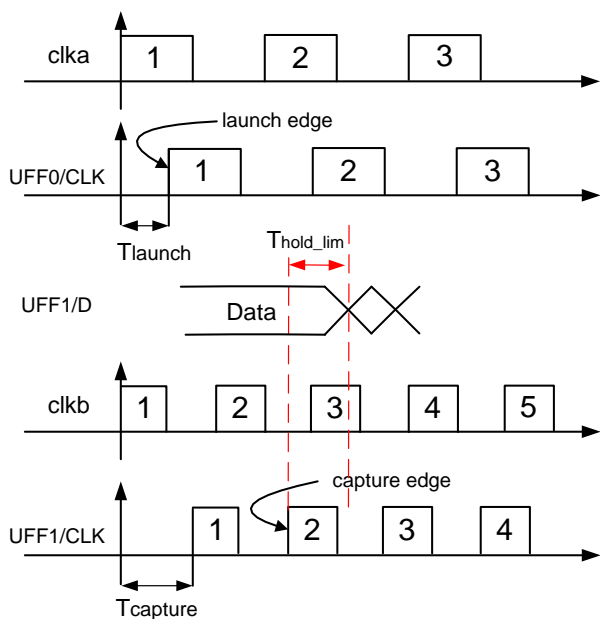 clka
1 2 3
launch edge
UFF0/CLK
1 2 3
Tlaunch
Thold_lim
UFF1/D
Data
clkb
1 2 3 4 5
capture edge
UFF1/CLK
1 2 3 4
Tcapture